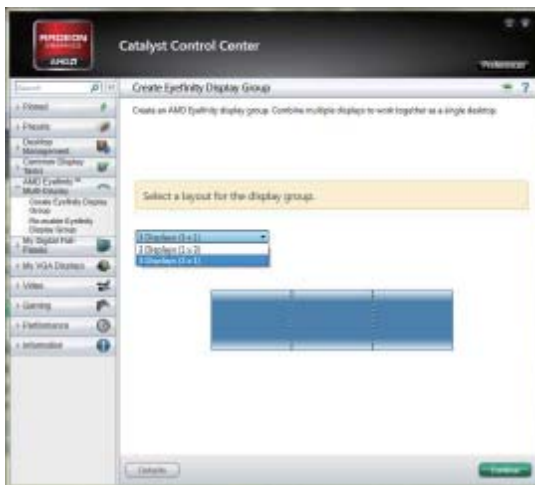 RADEON
GRAPHICS
AMD
Catalyst Control Center
Preferences
Search
Create Eyefinity Display Group
Create an AMD Eyefinity display group. Combine multiple displays to work together as a single desktop.
Pinned
Presets
Desktop
Management
Common Display
Tasks
AMD Eyefinity™
Multi-Display
Create Eyefinity Display
Group
Re-enable Eyefinity
Display Group
My Digital Flat-
Panels
My VGA Displays
Video
Gaming
Performance
Information
Select a layout for the display group.
3 Displays (3 x 1)
3 Displays (1 x 3)
3 Displays (3 x 1)
Defaults
Continue